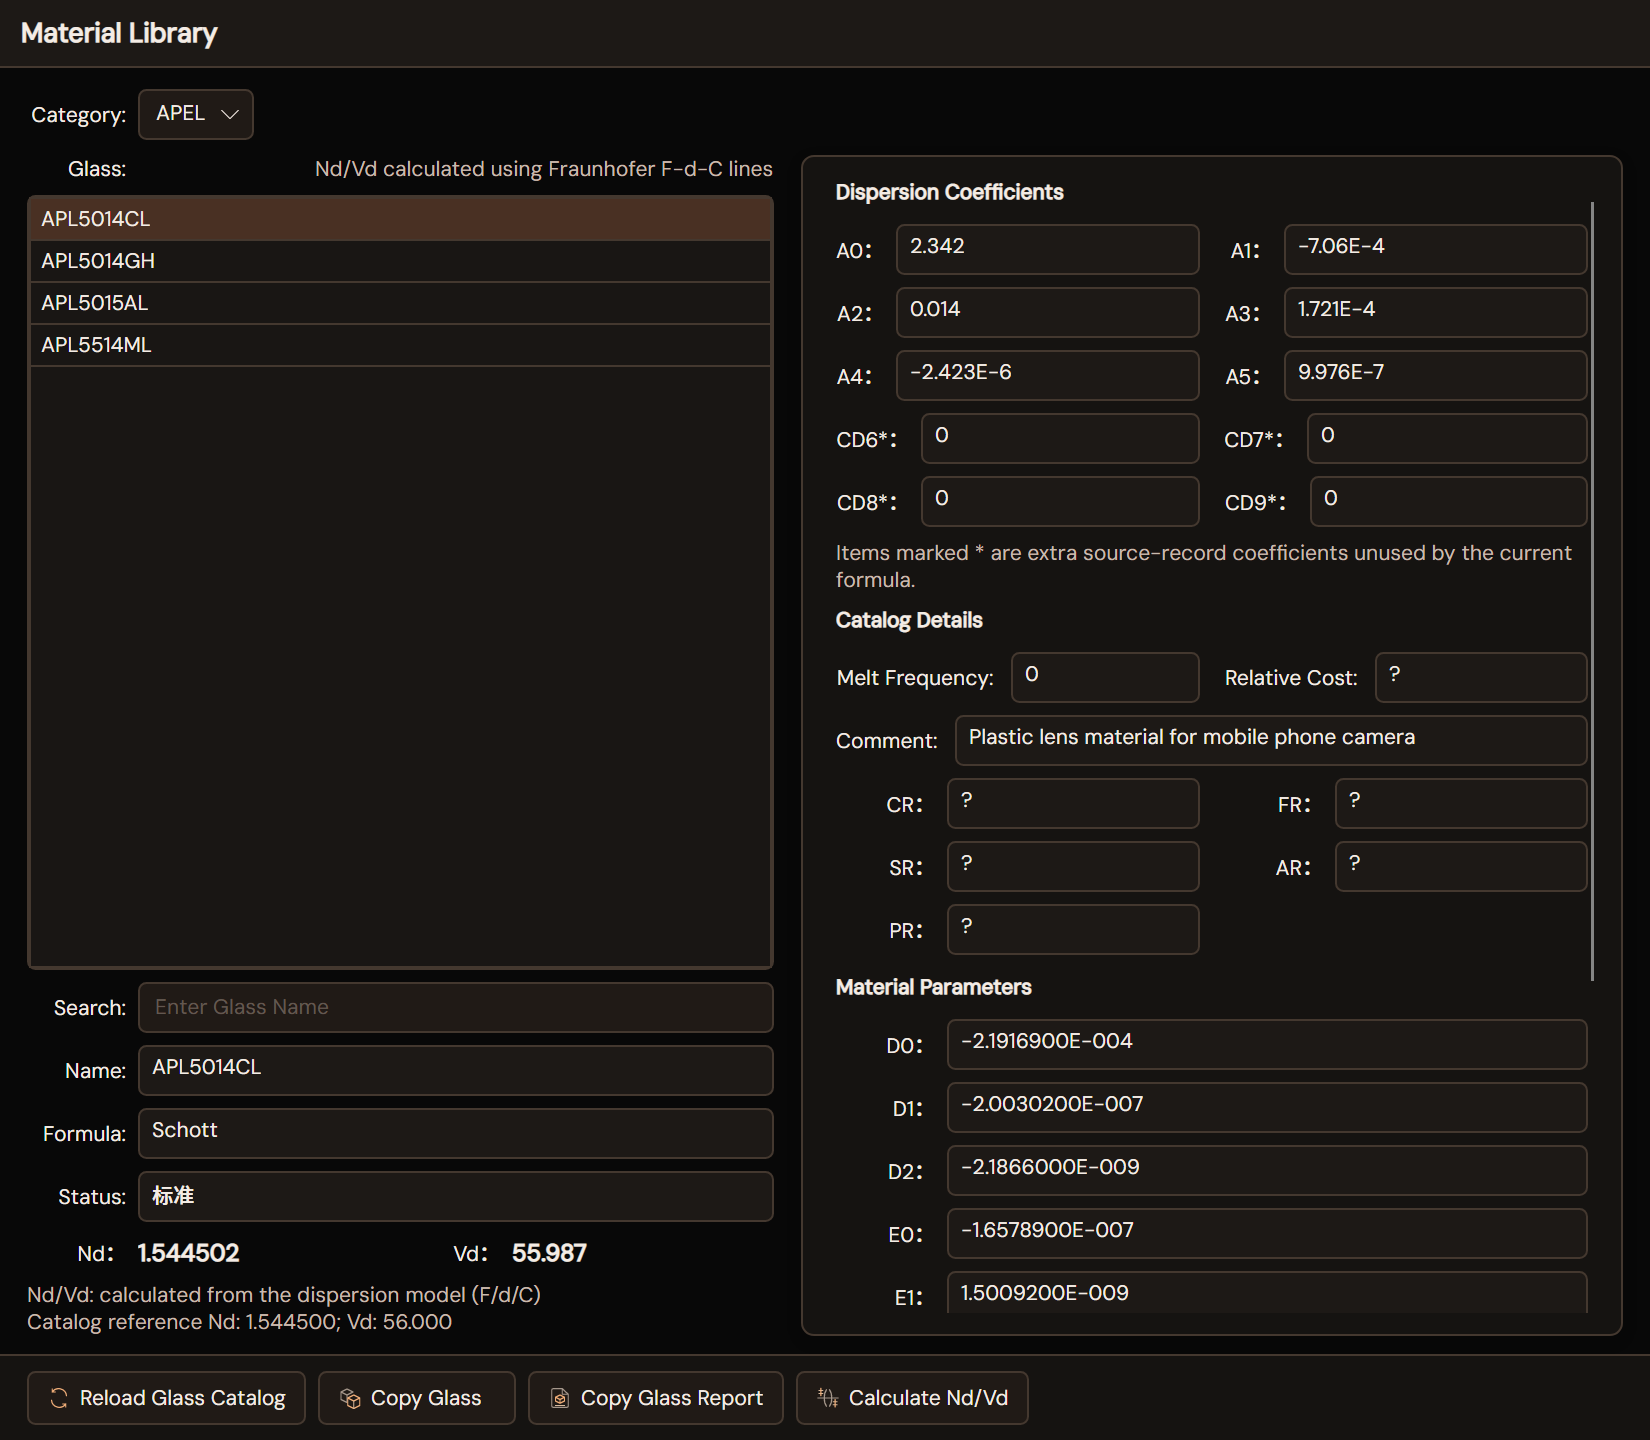 Material Library
Category: APEL
Glass: Nd/Vd calculated using Fraunhofer F-d-C lines
APL5014CL
APL5014GH
APL5015AL
APL5514ML
Search: Enter Glass Name
Name: APL5014CL
Formula: Schott
Status: 标准
Nd: 1.544502 Vd: 55.987
Nd/Vd: calculated from the dispersion model (F/d/C)
Catalog reference Nd: 1.544500; Vd: 56.000
Dispersion Coefficients
A0: 2.342 A1: -7.06E-4
A2: 0.014 A3: 1.721E-4
A4: -2.423E-6 A5: 9.976E-7
CD6*: 0 CD7*: 0
CD8*: 0 CD9*: 0
Items marked * are extra source-record coefficients unused by the current
formula.
Catalog Details
Melt Frequency: 0 Relative Cost: ?
Comment: Plastic lens material for mobile phone camera
CR: ? FR: ?
SR: ? AR: ?
PR: ?
Material Parameters
D0: -2.1916900E-004
D1: -2.0030200E-007
D2: -2.1866000E-009
E0: -1.6578900E-007
E1: 1.5009200E-009
Reload Glass Catalog Copy Glass Copy Glass Report Calculate Nd/Vd